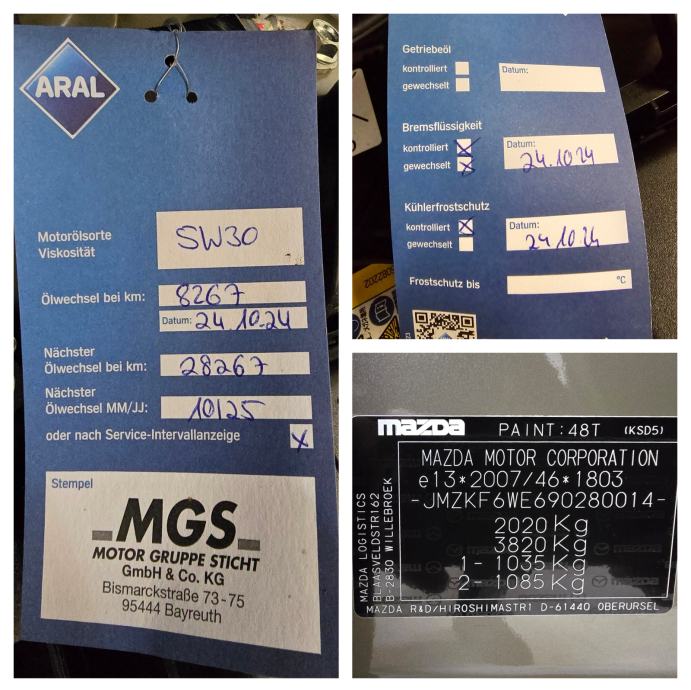 ARAL
Motorölsorte
Viskosität
5W30
Ölwechsel bei km:
8267
Datum: 24.10.24
Nächster
Ölwechsel bei km:
28267
Nächster
Ölwechsel MM/JJ:
10/25
oder nach Service-Intervallanzeige
X
Stempel
MGS
MOTOR GRUPPE STICHT
GmbH & Co. KG
Bismarckstraße 73-75
95444 Bayreuth
Getriebeöl
kontrolliert
gewechselt
Datum:
Bremsflüssigkeit
kontrolliert X
gewechselt X
Datum:
24.10.24
Kühlerfrostschutz
kontrolliert X
gewechselt
Datum:
24.10.24
Frostschutz bis
°C
mazda PAINT:48T (KSD5)
MAZDA MOTOR CORPORATION
e13*2007/46*1803
-JMZKF6WE690280014-
2020 Kg
3820 Kg
1- 1035 Kg
2- 1085 Kg
MAZDA LOGISTICS
BLAASVELDSTR162
B-2830 WILLEBROEK
MAZDA R&D/HIROSHIMASTR1 D-61440 OBERURSEL